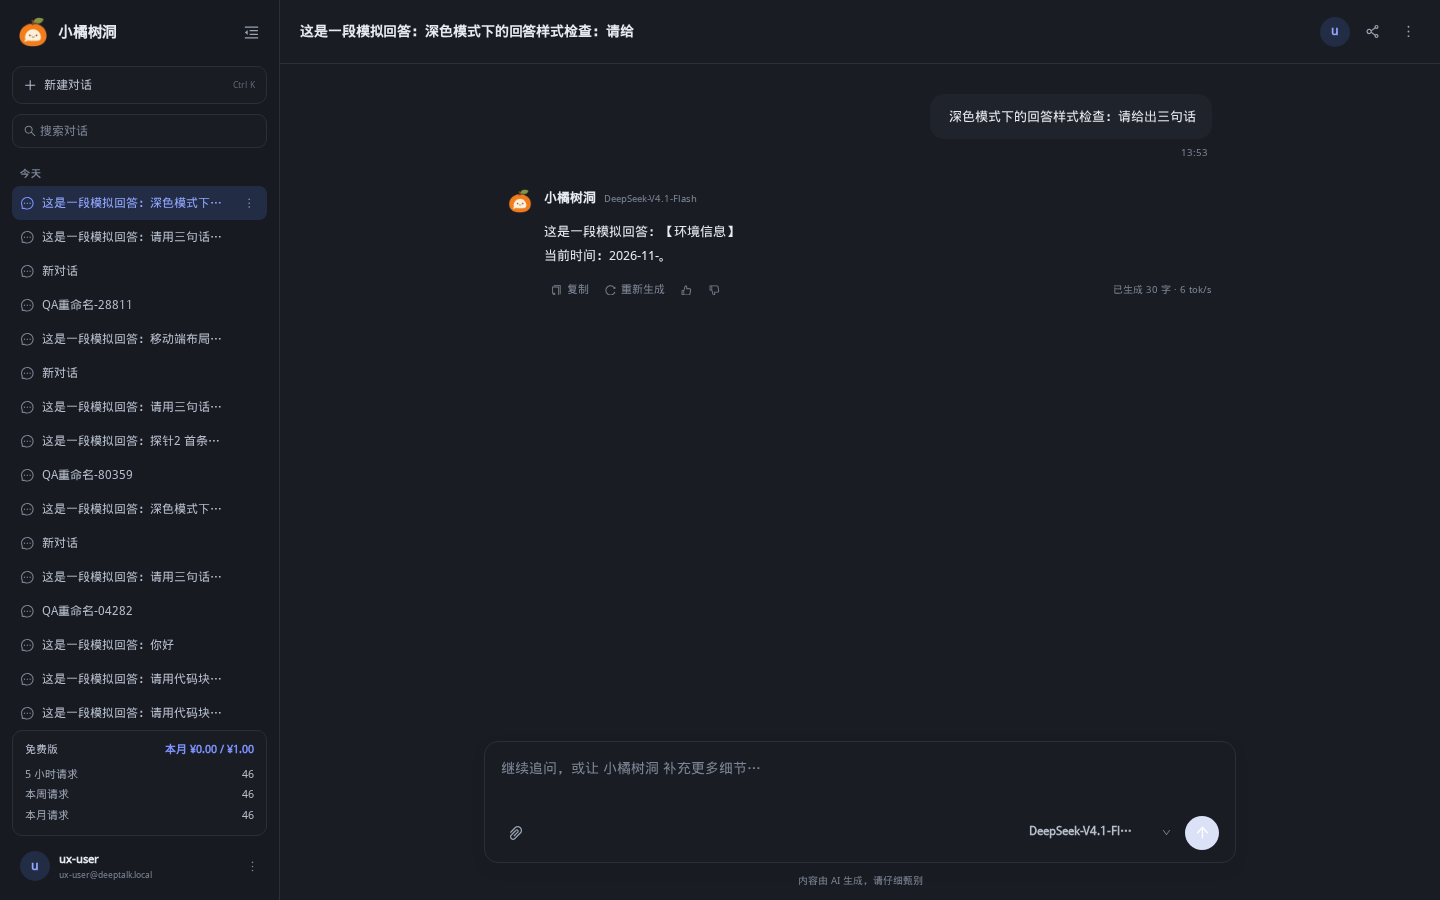 小橘树洞
新建对话 Ctrl K
搜索对话
今天
这是一段模拟回答：深色模式下…
这是一段模拟回答：请用三句话…
新对话
QA重命名-28811
这是一段模拟回答：移动端布局…
新对话
这是一段模拟回答：请用三句话…
这是一段模拟回答：探针2 首条…
QA重命名-80359
这是一段模拟回答：深色模式下…
新对话
这是一段模拟回答：请用三句话…
QA重命名-04282
这是一段模拟回答：你好
这是一段模拟回答：请用代码块…
这是一段模拟回答：请用代码块…
免费版 本月 ¥0.00 / ¥1.00
5 小时请求 46
本周请求 46
本月请求 46
u
ux-user
ux-user@deeptalk.local
这是一段模拟回答：深色模式下的回答样式检查：请给
u
深色模式下的回答样式检查：请给出三句话
13:53
小橘树洞 DeepSeek-V4.1-Flash
这是一段模拟回答：【环境信息】
当前时间：2026-11-。
复制 重新生成 已生成 30 字 · 6 tok/s
继续追问，或让 小橘树洞 补充更多细节…
DeepSeek-V4.1-Fl…
内容由 AI 生成，请仔细甄别